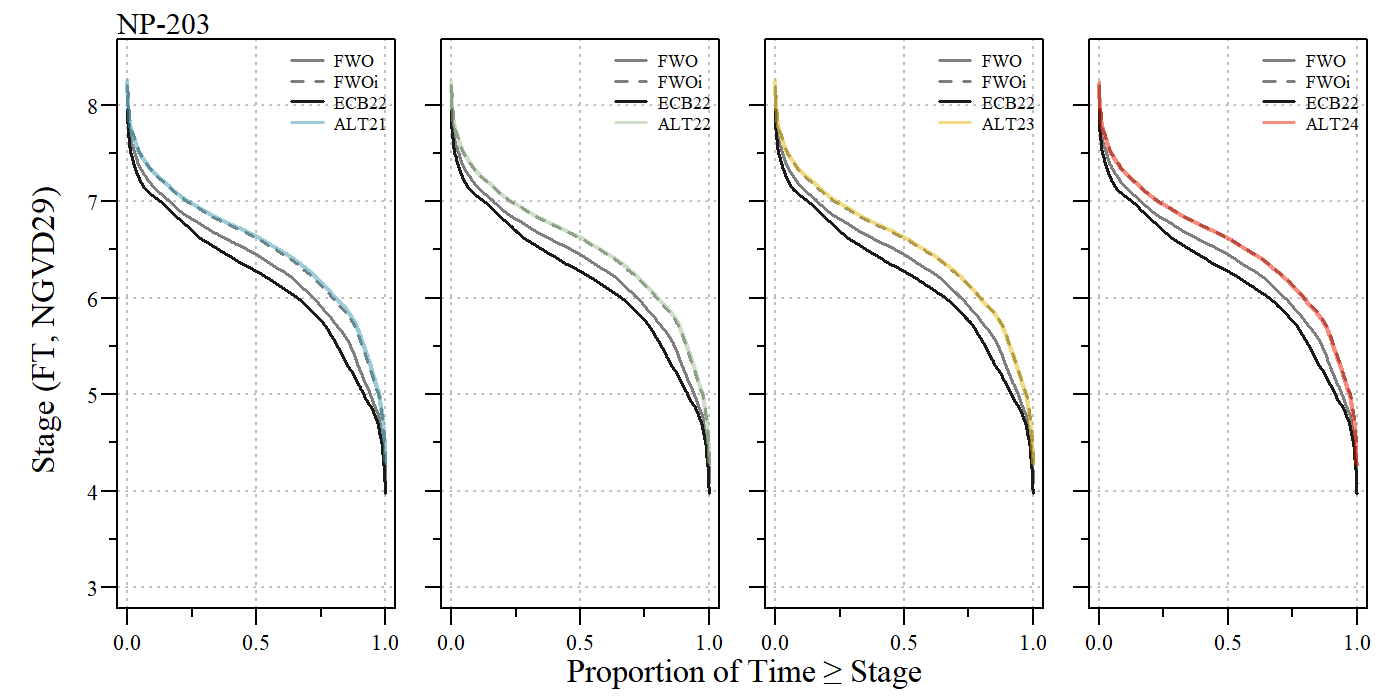 NP-203
FWO
FWOi
ECB22
ALT21
FWO
FWOi
ECB22
ALT22
FWO
FWOi
ECB22
ALT23
FWO
FWOi
ECB22
ALT24
Stage (FT, NGVD29)
8
7
6
5
4
3
0.0 0.5 1.0
0.0 0.5 1.0
0.0 0.5 1.0
0.0 0.5 1.0
Proportion of Time ≥ Stage